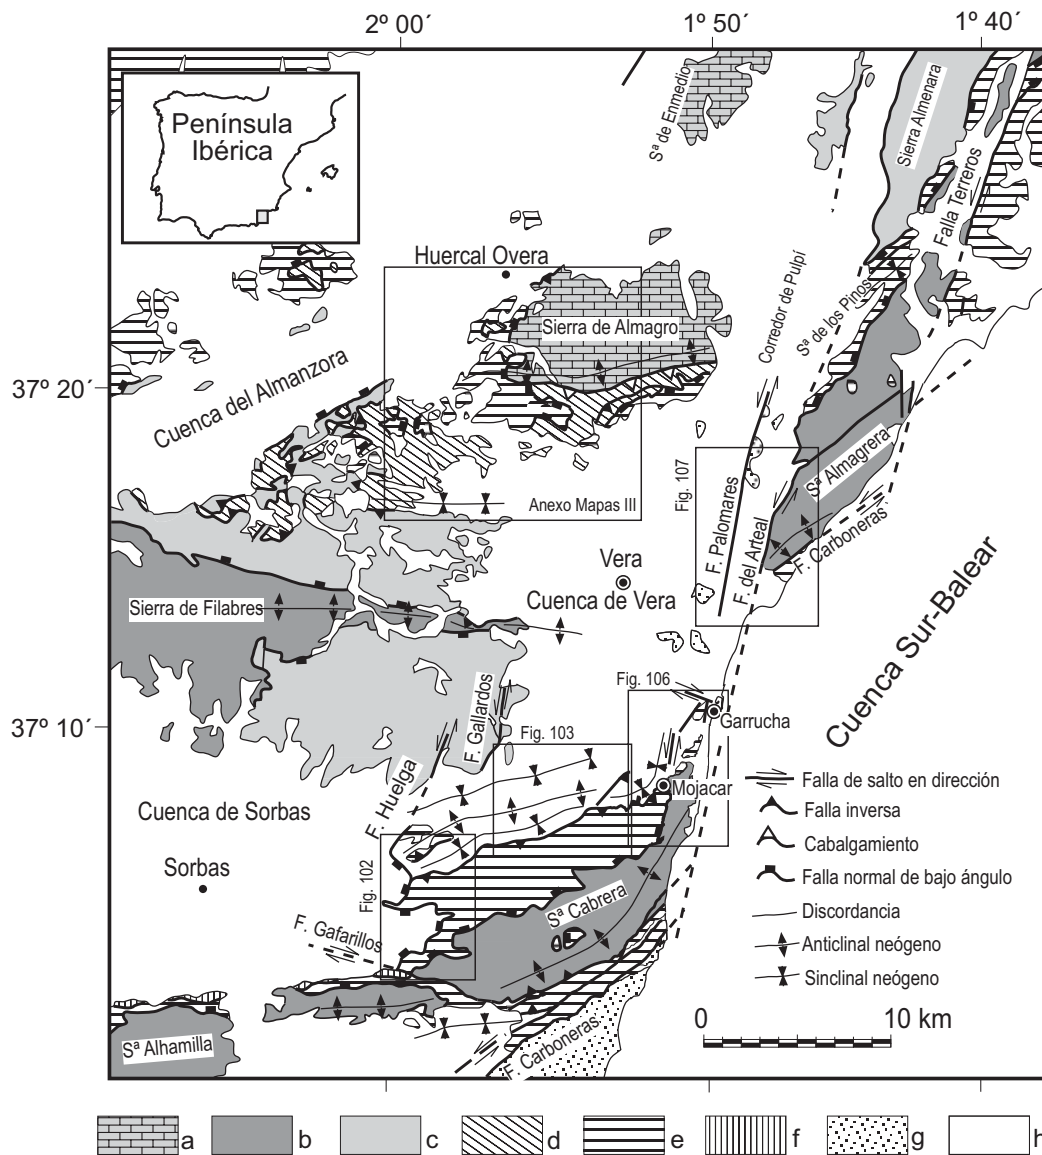 2º 00´
1º 50´
1º 40´
Península
Ibérica
Sª de Enmedio
Sierra Almenara
Falla Terreros
Huercal Overa
Sierra de Almagro
Corredor de Pulpí
Sª de los Pinos
37º 20´
Cuenca del Almanzora
Sª Almagrera
Fig. 107
Anexo Mapas III
F. Palomares
F. del Arteal
F. Carboneras
Vera
Cuenca de Vera
Sierra de Filabres
Cuenca Sur-Balear
Fig. 106
F. Gallardos
37º 10´
Garrucha
Fig. 103
F. Huelga
Mojacar
Cuenca de Sorbas
Sorbas
Fig. 102
Sª Cabrera
F. Gafarillos
Sª Alhamilla
F. Carboneras
Falla de salto en dirección
Falla inversa
Cabalgamiento
Falla normal de bajo ángulo
Discordancia
Anticlinal neógeno
Sinclinal neógeno
0 10 km
a b c d e f g h